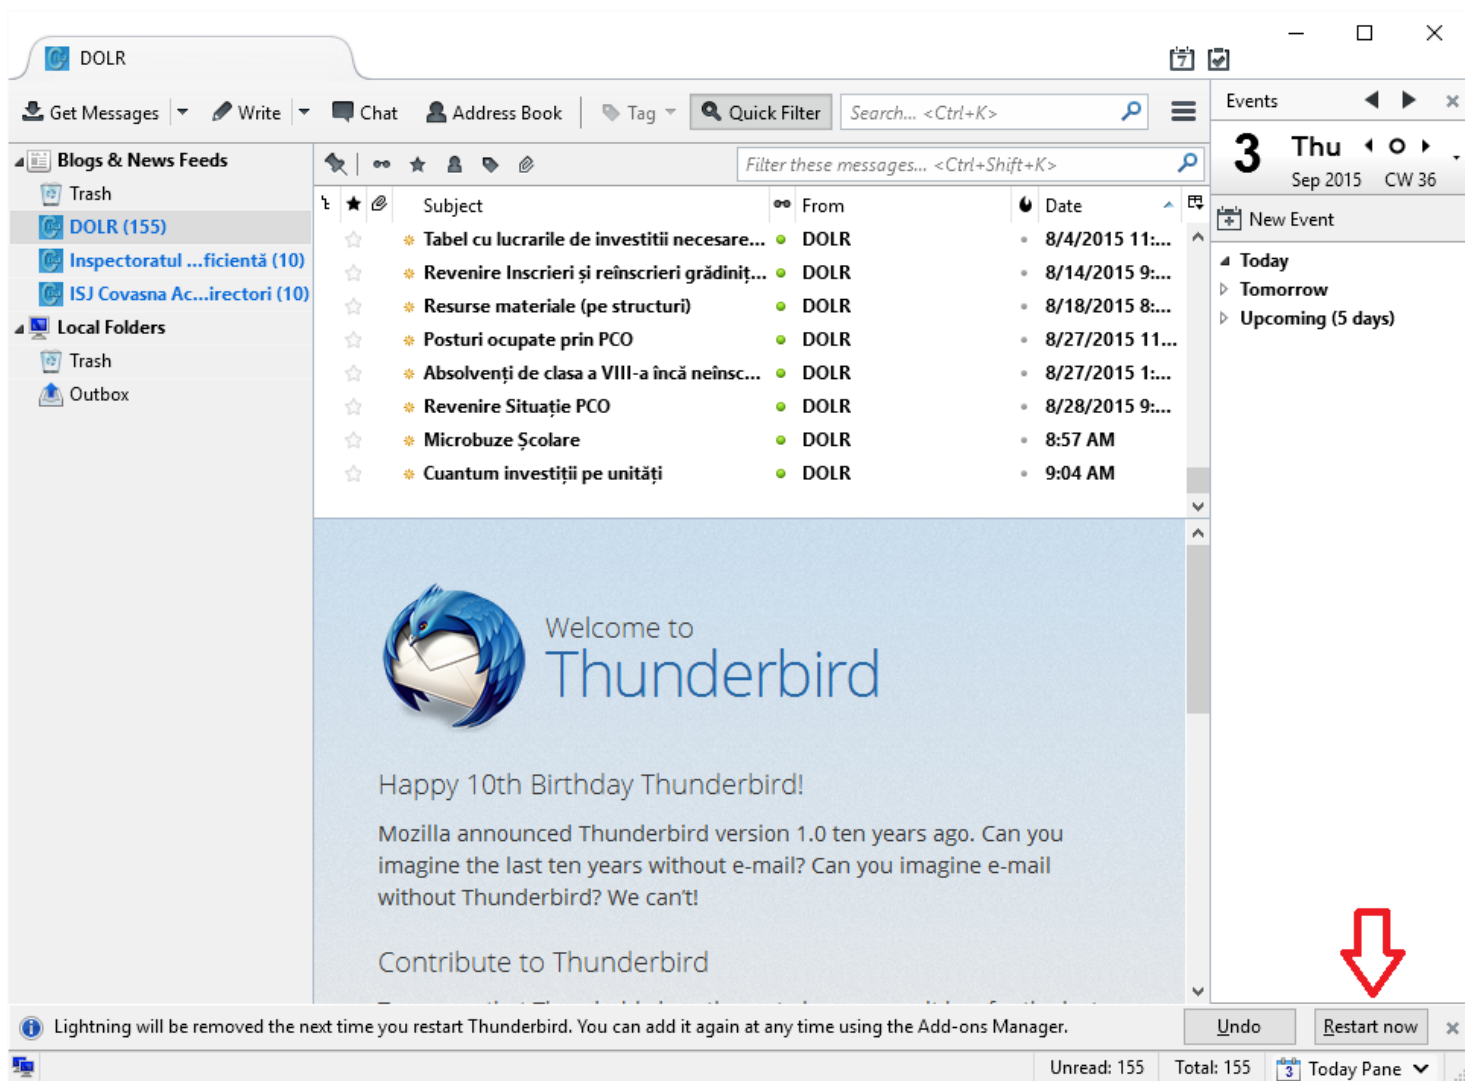 DOLR
7
Get Messages
Write
Chat
Address Book
Tag
Quick Filter
Search... <Ctrl+K>
Events
3
Thu
Sep 2015 CW 36
New Event
Today
Tomorrow
Upcoming (5 days)
Blogs & News Feeds
Trash
DOLR (155)
Inspectoratul ...ficientă (10)
ISJ Covasna Ac...irectori (10)
Local Folders
Trash
Outbox
Filter these messages... <Ctrl+Shift+K>
Subject From Date
Tabel cu lucrarile de investitii necesare... DOLR 8/4/2015 11:...
Revenire Inscrieri și reînscrieri grădiniț... DOLR 8/14/2015 9:...
Resurse materiale (pe structuri) DOLR 8/18/2015 8:...
Posturi ocupate prin PCO DOLR 8/27/2015 11...
Absolvenți de clasa a VIII-a încă neînsc... DOLR 8/27/2015 1:...
Revenire Situație PCO DOLR 8/28/2015 9:...
Microbuze Școlare DOLR 8:57 AM
Cuantum investiții pe unități DOLR 9:04 AM
Welcome to
Thunderbird
Happy 10th Birthday Thunderbird!
Mozilla announced Thunderbird version 1.0 ten years ago. Can you
imagine the last ten years without e-mail? Can you imagine e-mail
without Thunderbird? We can't!
Contribute to Thunderbird
Lightning will be removed the next time you restart Thunderbird. You can add it again at any time using the Add-ons Manager.
Undo
Restart now
Unread: 155
Total: 155
3
Today Pane